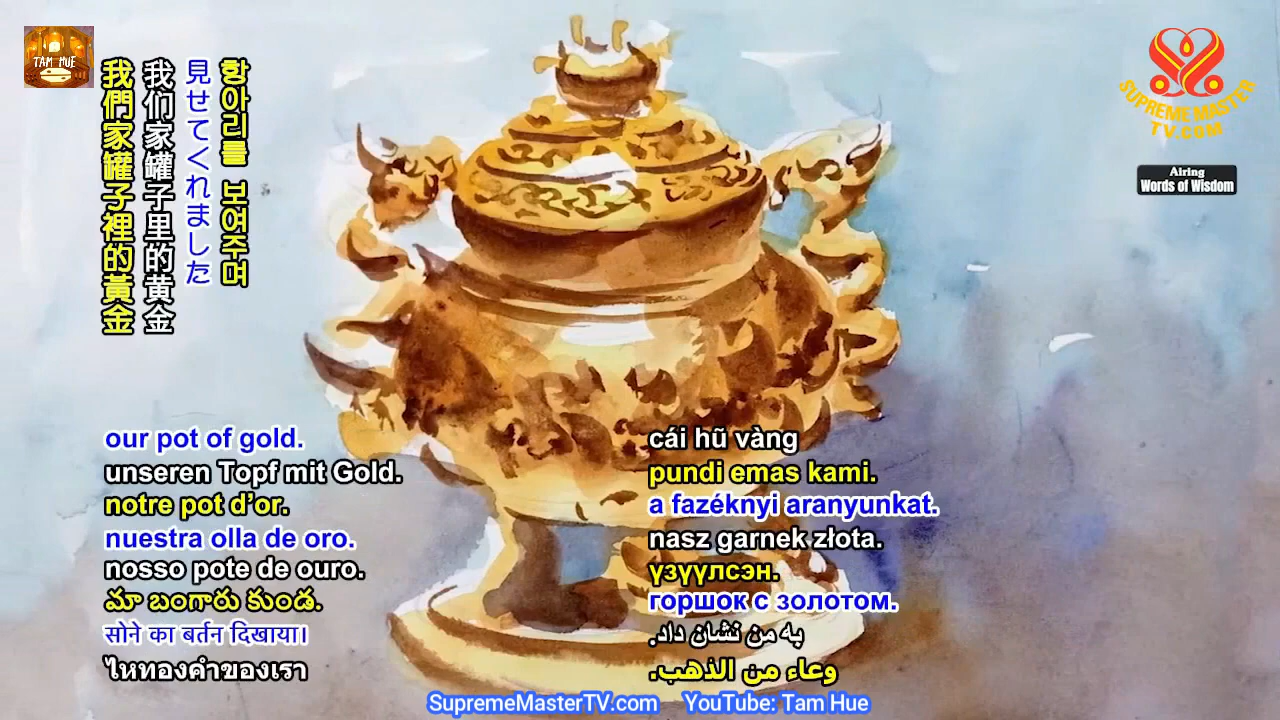 TAM HUE
我們家罐子裡的黃金
我们家罐子里的黄金
見せてくれました
항아리를 보여주며
SUPREME MASTER
TV.COM
Airing
Words of Wisdom
our pot of gold.
unseren Topf mit Gold.
notre pot d’or.
nuestra olla de oro.
nosso pote de ouro.
మా బంగారు కుండ.
सोने का बर्तन दिखाया।
ไหทองคำของเรา
cái hũ vàng
pundi emas kami.
a fazéknyi aranyunkat.
nasz garnek złota.
үзүүлсэн.
горшок с золотом.
به من نشان داد.
وعاء من الذهب.
SupremeMasterTV.com YouTube: Tam Hue